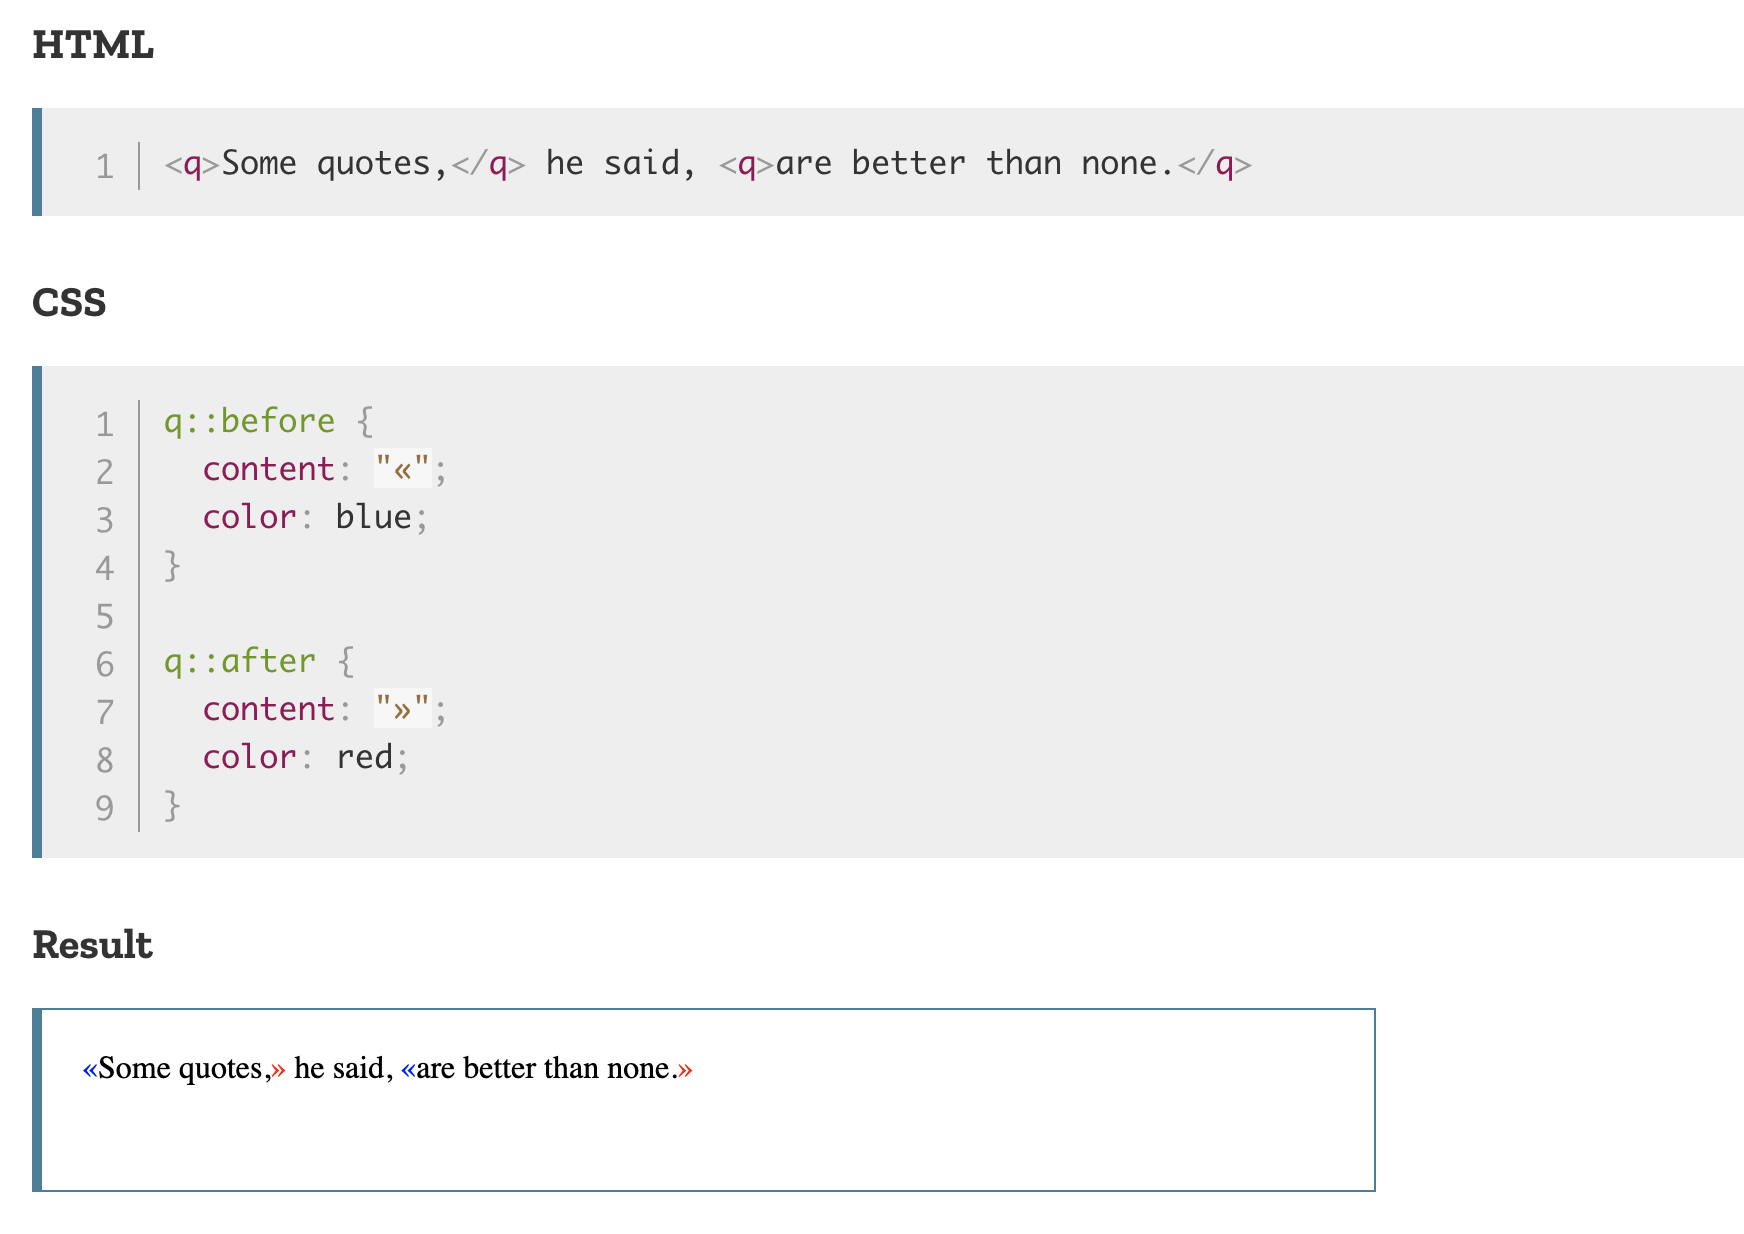 HTML
1 <q>Some quotes,</q> he said, <q>are better than none.</q>
CSS
1 q::before {
2   content: "«";
3   color: blue;
4 }
5
6 q::after {
7   content: "»";
8   color: red;
9 }
Result
«Some quotes,» he said, «are better than none.»